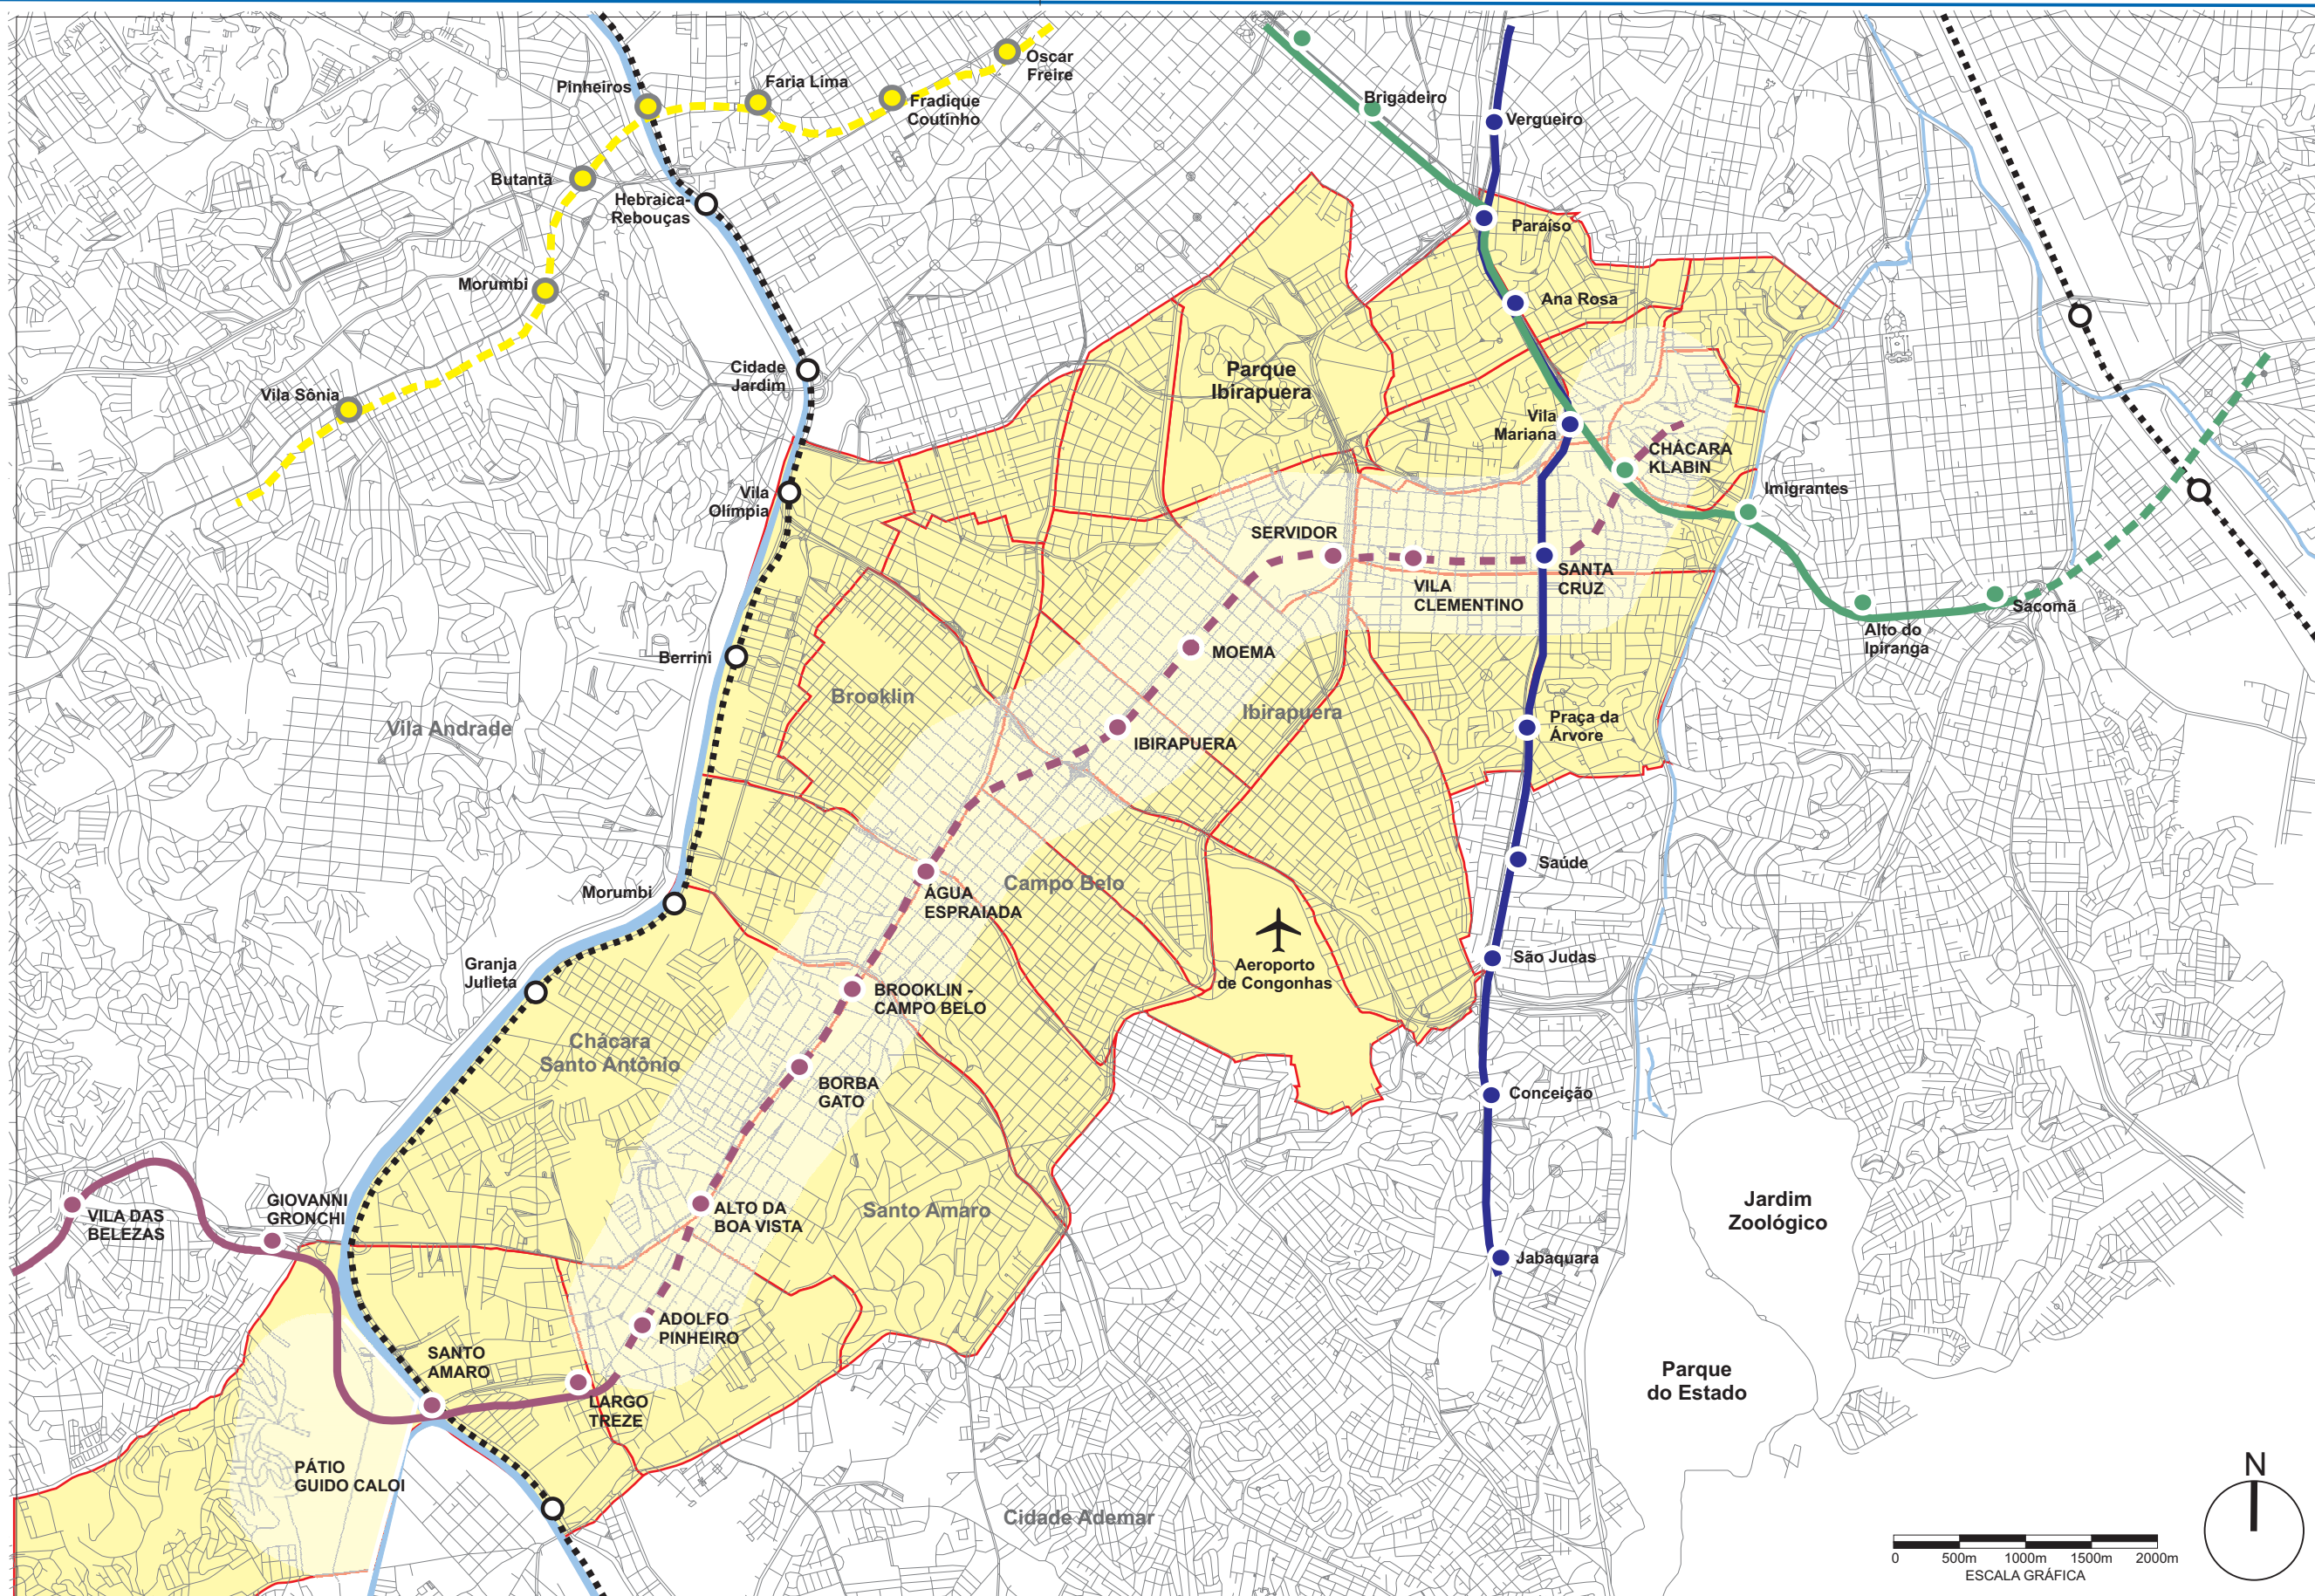 Oscar
Freire
Faria Lima
Pinheiros
Fradique
Coutinho
Brigadeiro
Vergueiro
Butantã
Hebraica-
Rebouças
Paraíso
Morumbi
Ana Rosa
Cidade
Jardim
Parque
Ibirapuera
Vila Sônia
Vila
Mariana
CHÁCARA
KLABIN
Imigrantes
Vila
Olímpia
SERVIDOR
SANTA
CRUZ
VILA
CLEMENTINO
Sacomã
Alto do
Ipiranga
Berrini
MOEMA
Brooklin
Ibirapuera
Vila Andrade
Praça da
Árvore
IBIRAPUERA
Saúde
Morumbi
ÁGUA
ESPRAIADA
Campo Belo
Granja
Julieta
Aeroporto
de Congonhas
São Judas
BROOKLIN -
CAMPO BELO
Chácara
Santo Antônio
BORBA
GATO
Conceição
GIOVANNI
GRONCHI
VILA DAS
BELEZAS
ALTO DA
BOA VISTA
Santo Amaro
Jardim
Zoológico
Jabaquara
ADOLFO
PINHEIRO
SANTO
AMARO
LARGO
TREZE
Parque
do Estado
PÁTIO
GUIDO CALOI
Cidade Ademar
N
0 500m 1000m 1500m 2000m
ESCALA GRÁFICA